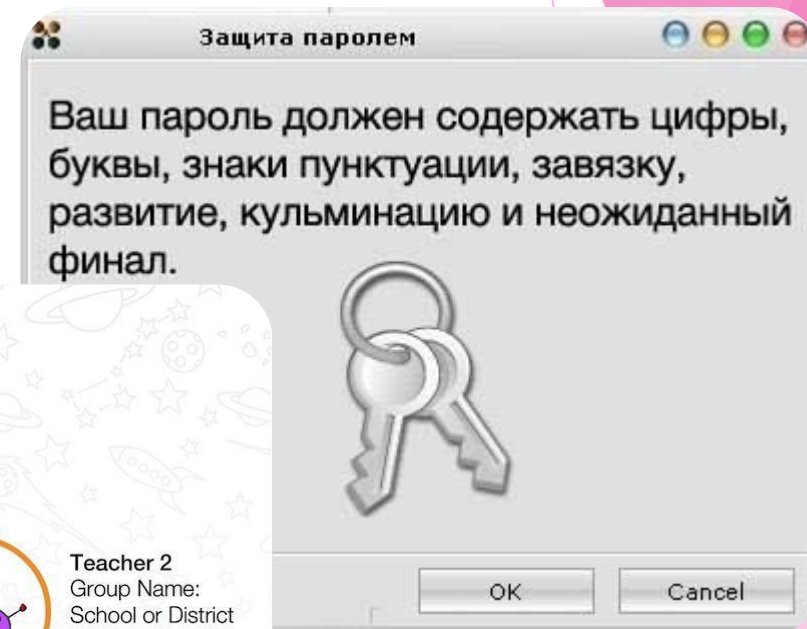 Защита паролем
Ваш пароль должен содержать цифры,
буквы, знаки пунктуации, завязку,
развитие, кульминацию и неожиданный
финал.
Teacher 2
Group Name:
School or District
OK
Cancel